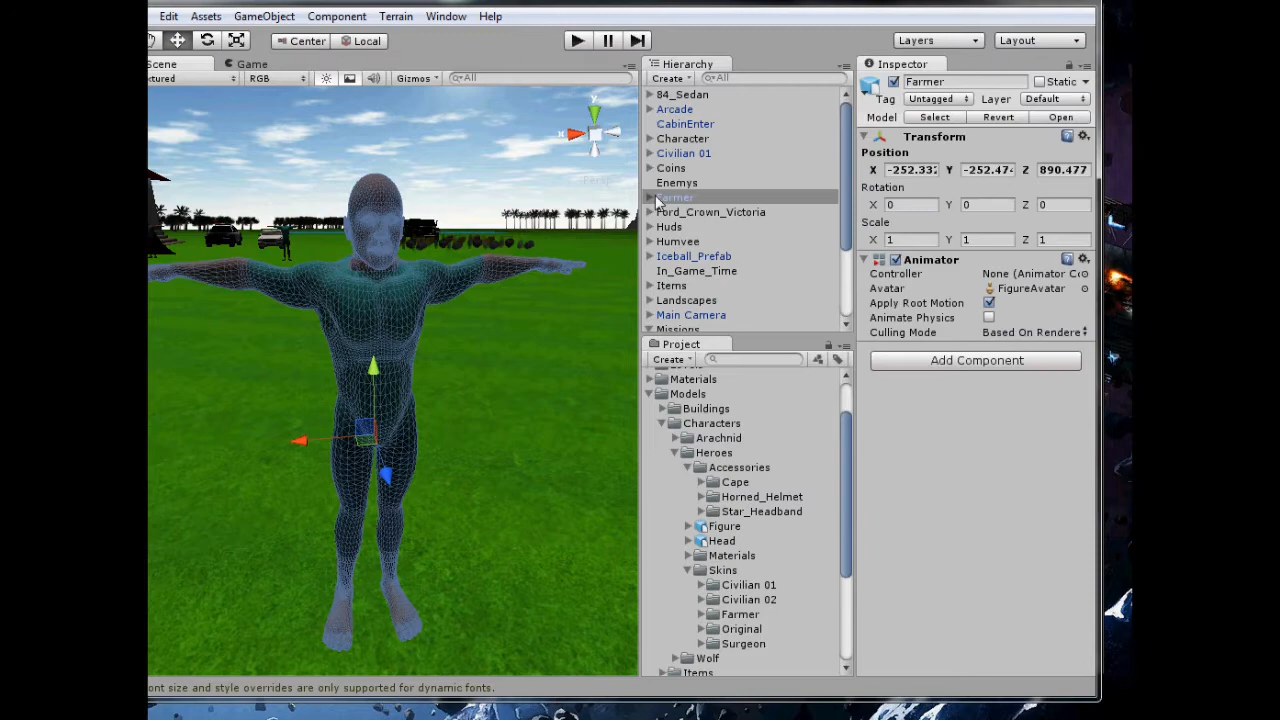 Edit Assets GameObject Component Terrain Window Help
Center Local Layers Layout
Scene Game Hierarchy Inspector
tured RGB Gizmos All Create All Farmer Static
84_Sedan Tag Untagged Layer Default
Arcade Model Select Revert Open
CabinEnter
Character Transform
Civilian 01 Position
Coins X -252.33 Y -252.474 Z 890.477
Enemys Rotation
Farmer X 0 Y 0 Z 0
Ford_Crown_Victoria Scale
Huds X 1 Y 1 Z 1
Humvee
Iceball_Prefab Animator
In_Game_Time Controller None (Animator C
Items Avatar FigureAvatar
Landscapes Apply Root Motion
Main Camera Animate Physics
Missions Culling Mode Based On Rendere
Project
Create Add Component
Materials
Models
Buildings
Characters
Arachnid
Heroes
Accessories
Cape
Horned_Helmet
Star_Headband
Figure
Head
Materials
Skins
Civilian 01
Civilian 02
Farmer
Original
Surgeon
Wolf
Items
ont size and style overrides are only supported for dynamic fonts.